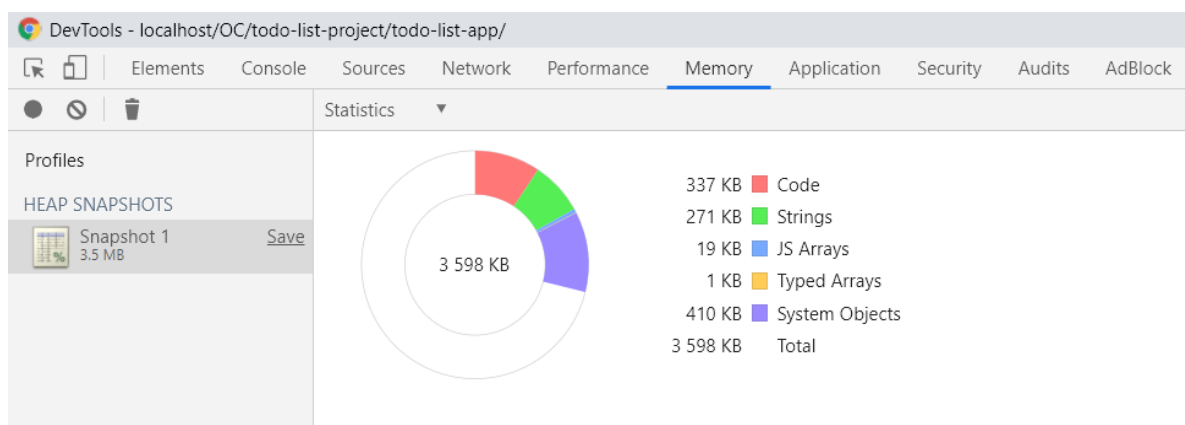 DevTools - localhost/OC/todo-list-project/todo-list-app/
Elements Console Sources Network Performance Memory Application Security Audits AdBlock
Statistics ▼
Profiles
HEAP SNAPSHOTS
Snapshot 1 Save
3.5 MB
%
3 598 KB
337 KB Code
271 KB Strings
19 KB JS Arrays
1 KB Typed Arrays
410 KB System Objects
3 598 KB Total